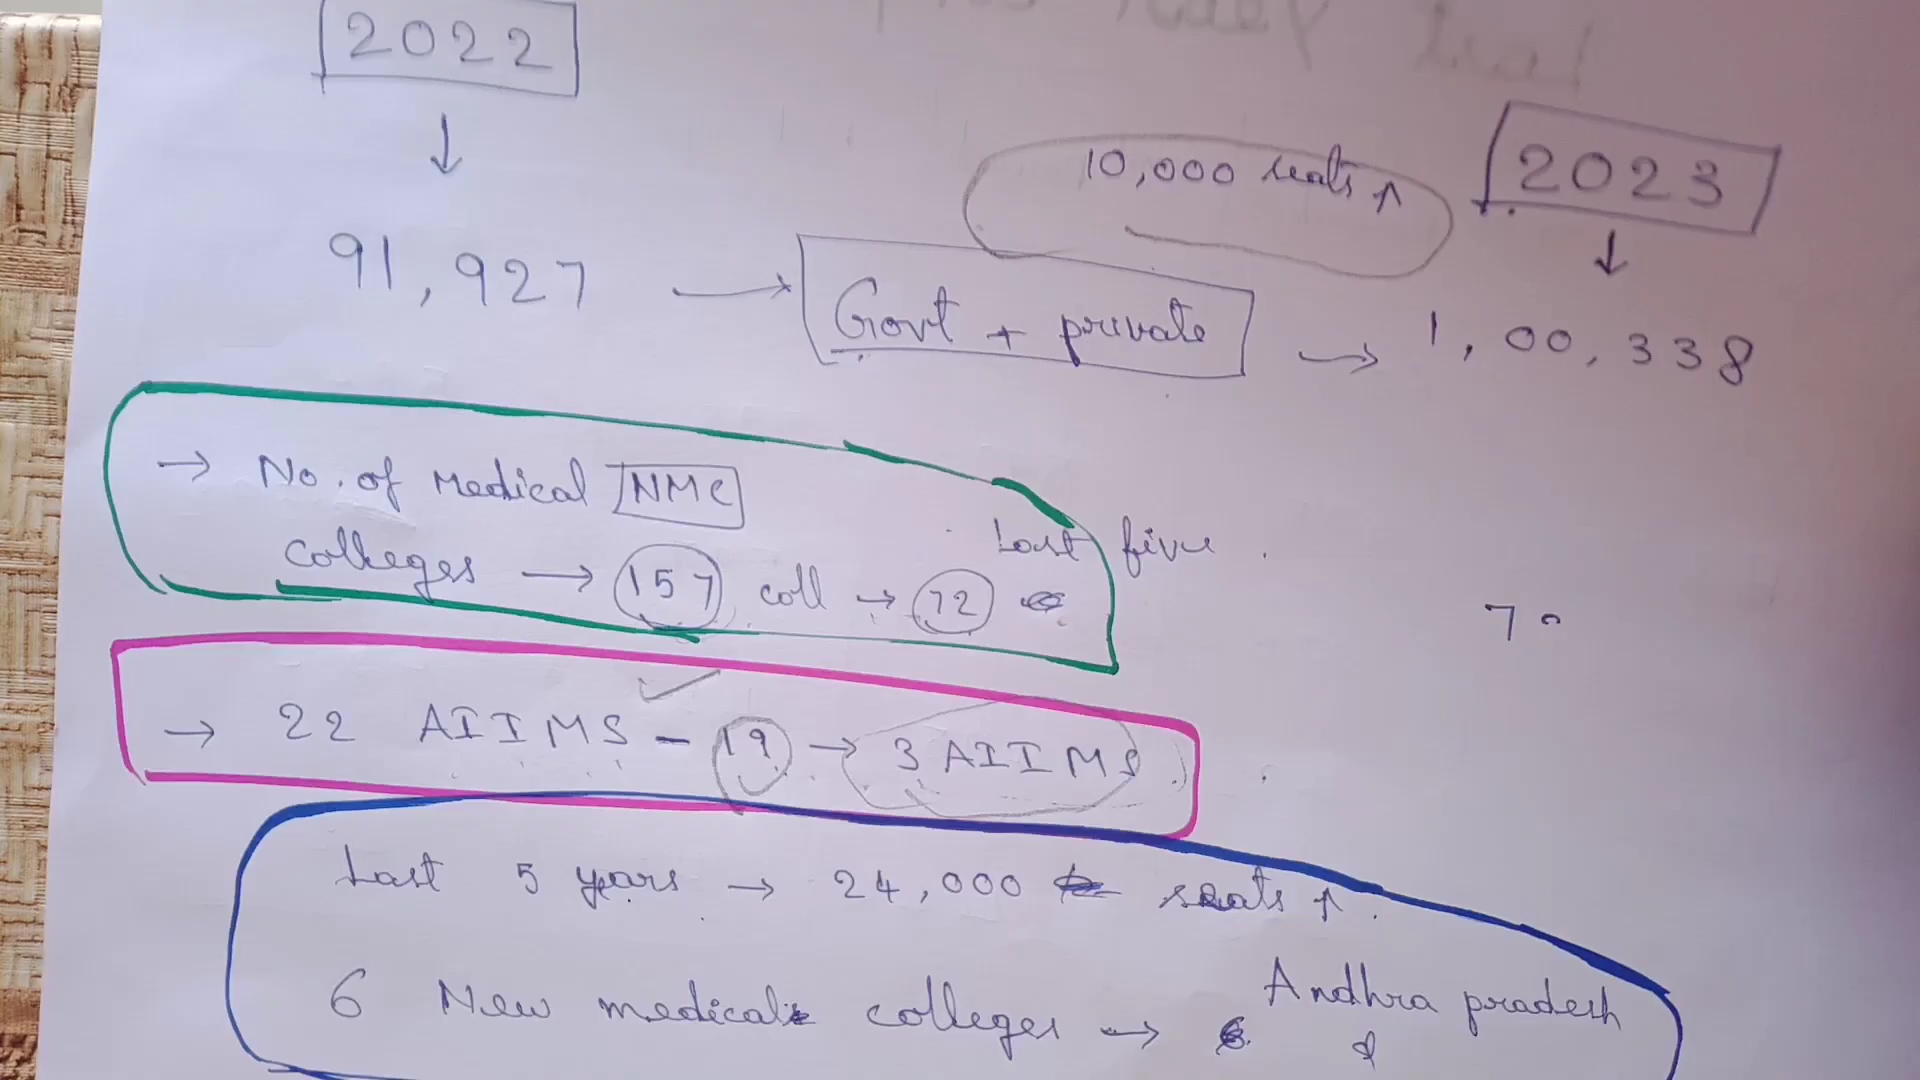 2022
10,000 seats ↑
2023
↓
↓
91,927 → Govt + private → 1,00,338
→ No. of Medical NMC
Last five .
colleges → 157 coll → 72
7
→ 22 AIIMS - 19 → 3 AIIMS
Last 5 years → 24,000 seats ↑ .
6 New medical colleges → Andhra pradesh
&